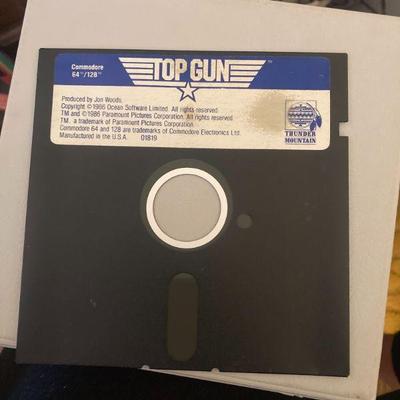 Commodore
64™/128™
TOP GUN™
Produced by Jon Woods.
Copyright ©1986 Ocean Software Limited. All rights reserved.
TM and ©1986 Paramount Pictures Corporation. All rights reserved.
TM. a trademark of Paramount Pictures Corporation.
Commodore 64 and 128 are trademarks of Commodore Electronics Ltd.
Manufactured in the U.S.A. 01819
THUNDER
MOUNTAIN